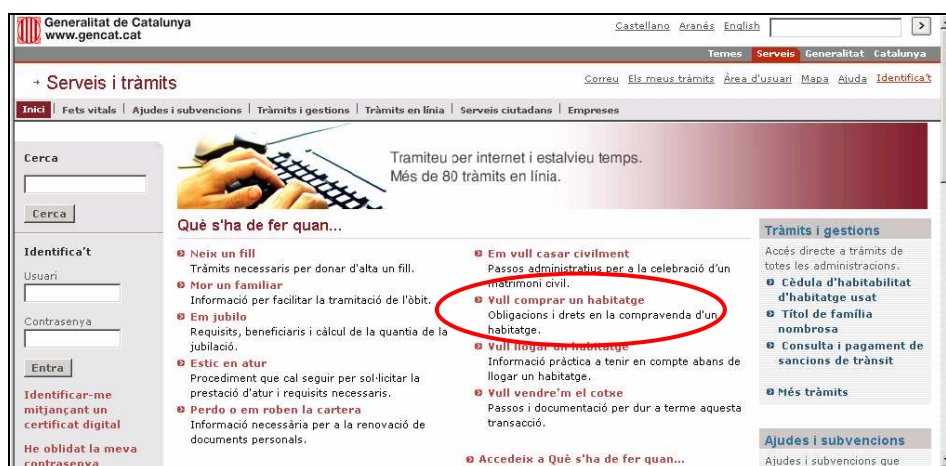 Generalitat de Catalunya
www.gencat.cat
Castellano Aranés English
Temes Serveis Generalitat Catalunya
Serveis i tràmits
Correu Els meus tràmits Àrea d'usuari Mapa Ajuda Identifica't
Inici Fets vitals Ajudes i subvencions Tràmits i gestions Tràmits en línia Serveis ciutadans Empreses
Cerca
Cerca
Identifica't
Usuari
Contrasenya
Entra
Identificar-me
mitjançant un
certificat digital
He oblidat la meva
contrasenya
Tramiteu per internet i estalvieu temps.
Més de 80 tràmits en línia.
Què s'ha de fer quan...
Neix un fill
Tràmits necessaris per donar d'alta un fill.
Mor un familiar
Informació per facilitar la tramitació de l'òbit.
Em jubilo
Requisits, beneficiaris i càlcul de la quantia de la
jubilació.
Estic en atur
Procediment que cal seguir per sol·licitar la
prestació d'atur i requisits necessaris.
Perdo o em roben la cartera
Informació necessària per a la renovació de
documents personals.
Em vull casar civilment
Passos administratius per a la celebració d'un
matrimoni civil.
Vull comprar un habitatge
Obligacions i drets en la compravenda d'un
habitatge.
Vull llogar un habitatge
Informació pràctica a tenir en compte abans de
llogar un habitatge.
Vull vendre'm el cotxe
Passos i documentació per dur a terme aquesta
transacció.
Accedeix a Què s'ha de fer quan...
Tràmits i gestions
Accés directe a tràmits de
totes les administracions.
Cèdula d'habitabilitat
d'habitatge usat
Títol de família
nombrosa
Consulta i pagament de
sancions de trànsit
Més tràmits
Ajudes i subvencions
Ajudes i subvencions que